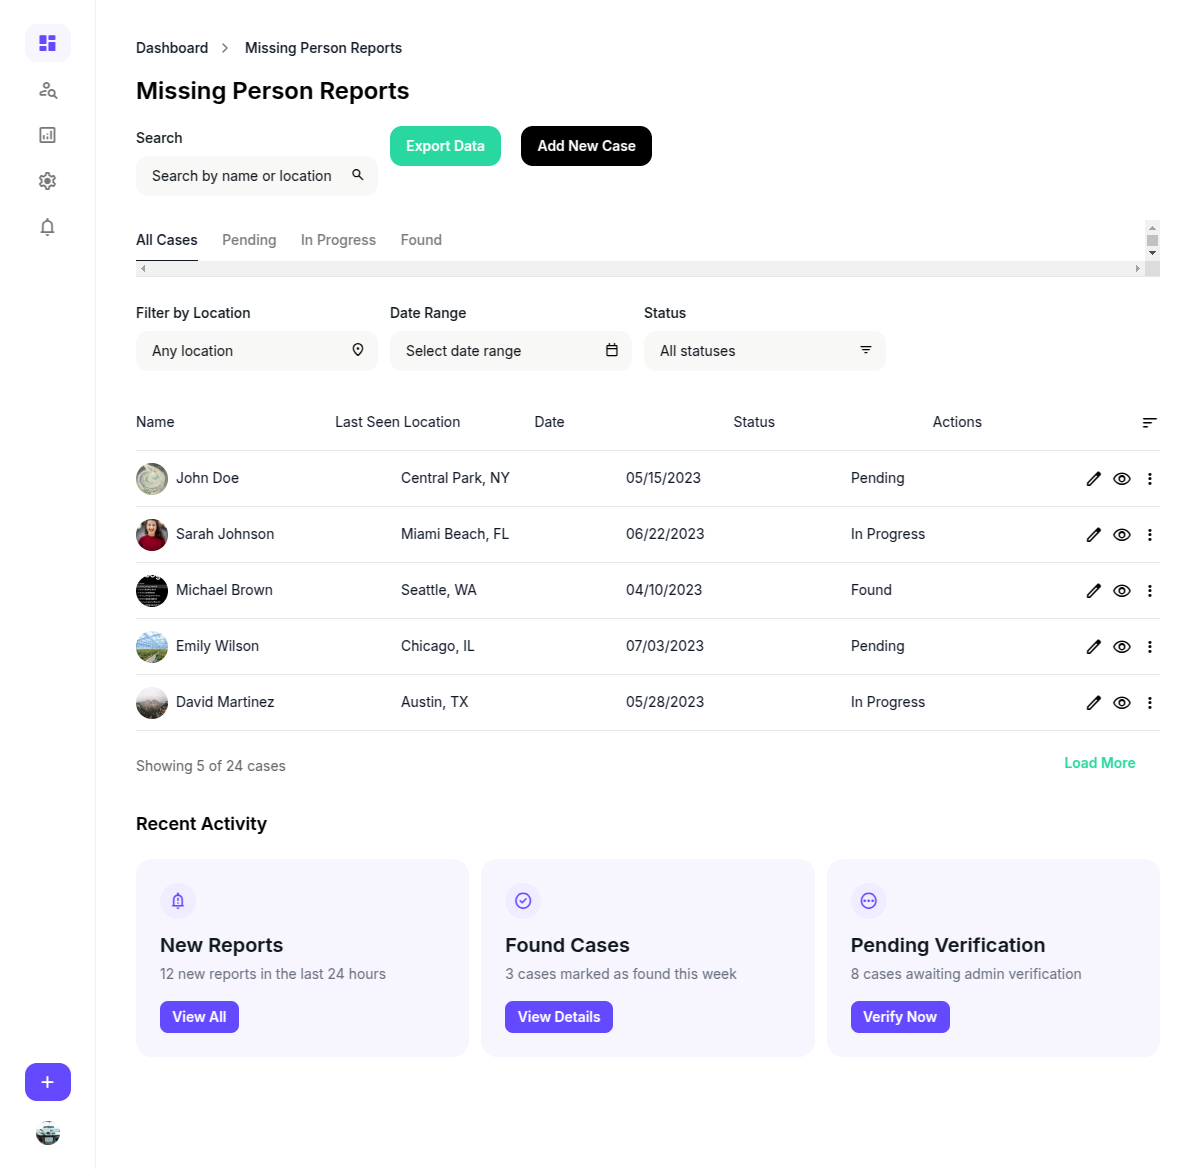 Dashboard > Missing Person Reports
Missing Person Reports
Search
Export Data
Add New Case
Search by name or location
All Cases Pending In Progress Found
Filter by Location Date Range Status
Any location Select date range All statuses
Name Last Seen Location Date Status Actions
John Doe Central Park, NY 05/15/2023 Pending
Sarah Johnson Miami Beach, FL 06/22/2023 In Progress
Michael Brown Seattle, WA 04/10/2023 Found
Emily Wilson Chicago, IL 07/03/2023 Pending
David Martinez Austin, TX 05/28/2023 In Progress
Showing 5 of 24 cases Load More
Recent Activity
New Reports
12 new reports in the last 24 hours
View All
Found Cases
3 cases marked as found this week
View Details
Pending Verification
8 cases awaiting admin verification
Verify Now